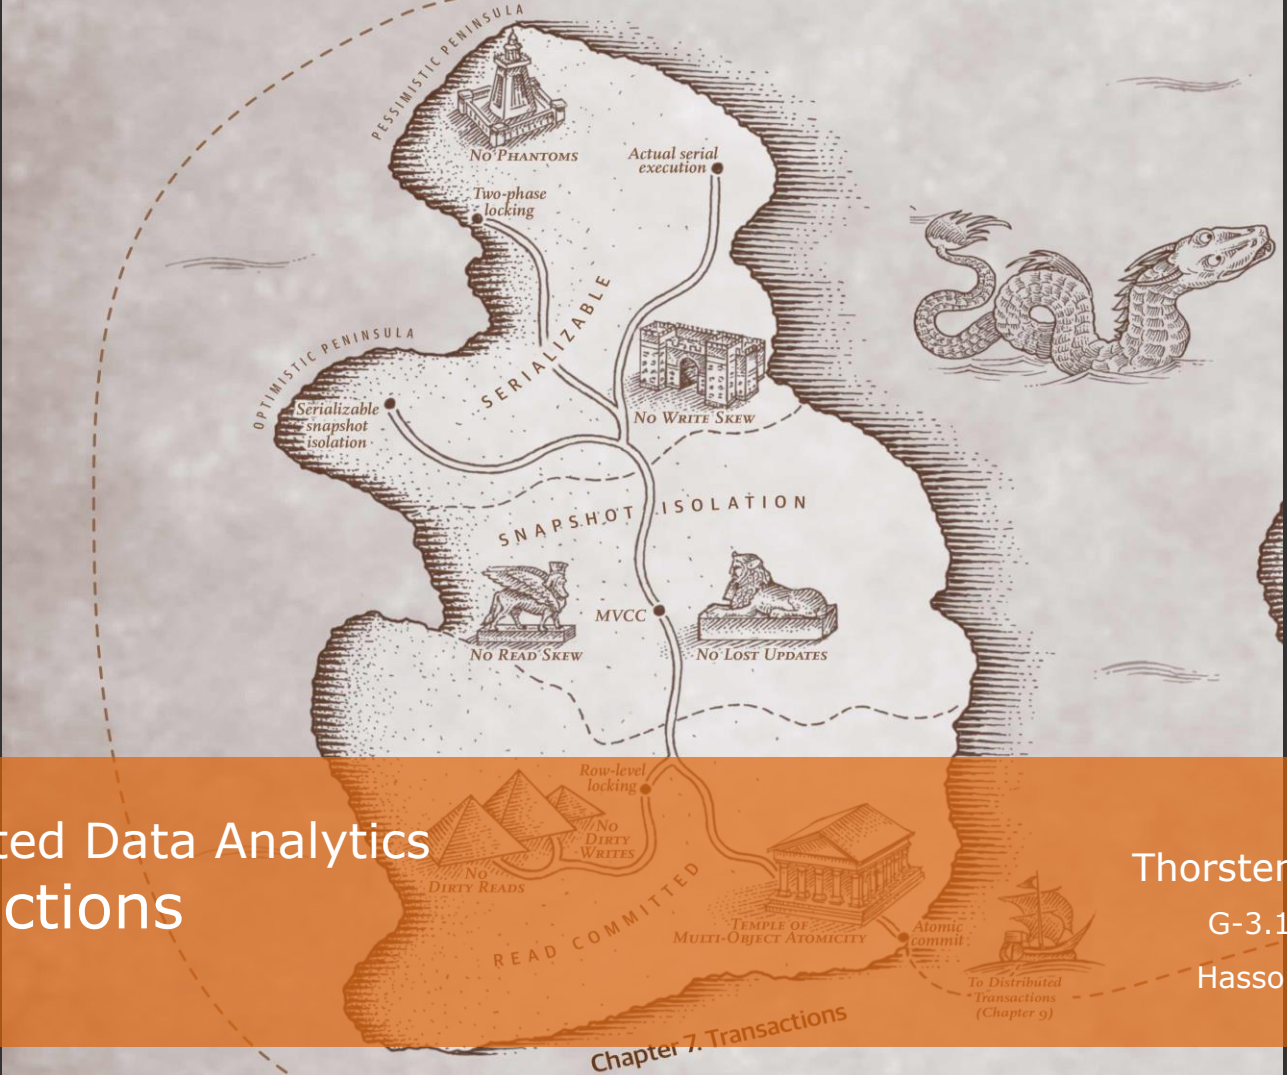 PESSIMISTIC PENINSULA
NO PHANTOMS
Actual serial
execution
Two-phase
locking
SERIALIZABLE
OPTIMISTIC PENINSULA
Serializable
snapshot
isolation
NO WRITE SKEW
SNAPSHOT ISOLATION
MVCC
NO READ SKEW
NO LOST UPDATES
Row-level
locking
NO
DIRTY
WRITES
NO
DIRTY READS
ted Data Analytics
ctions
READ COMMITTED
TEMPLE OF
MULTI-OBJECT ATOMICITY
Atomic
commit
Thorsten
G-3.1
Hasso
To Distributed
Transactions
(Chapter 9)
Chapter 7. Transactions